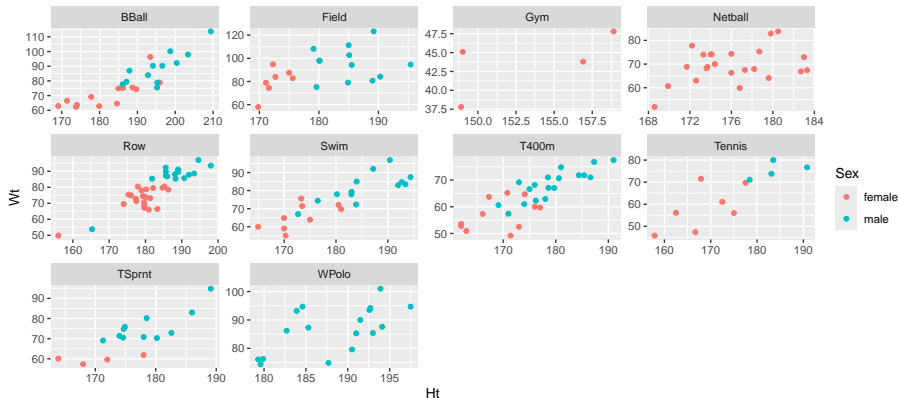 BBall Field Gym Netball
110
100
90
80
70
60
170 180 190 200 210
120
100
80
60
170 180 190
47.5
45.0
42.5
40.0
37.5
150.0 152.5 155.0 157.5
80
70
60
168 172 176 180 184
Row Swim T400m Tennis
90
80
70
60
50
160 170 180 190 200
100
90
80
70
60
170 180 190
70
60
50
170 180 190
80
70
60
50
160 170 180 190
TSprnt WPolo
90
80
70
60
170 180 190
100
90
80
180 185 190 195
Wt
Ht
Sex
female
male